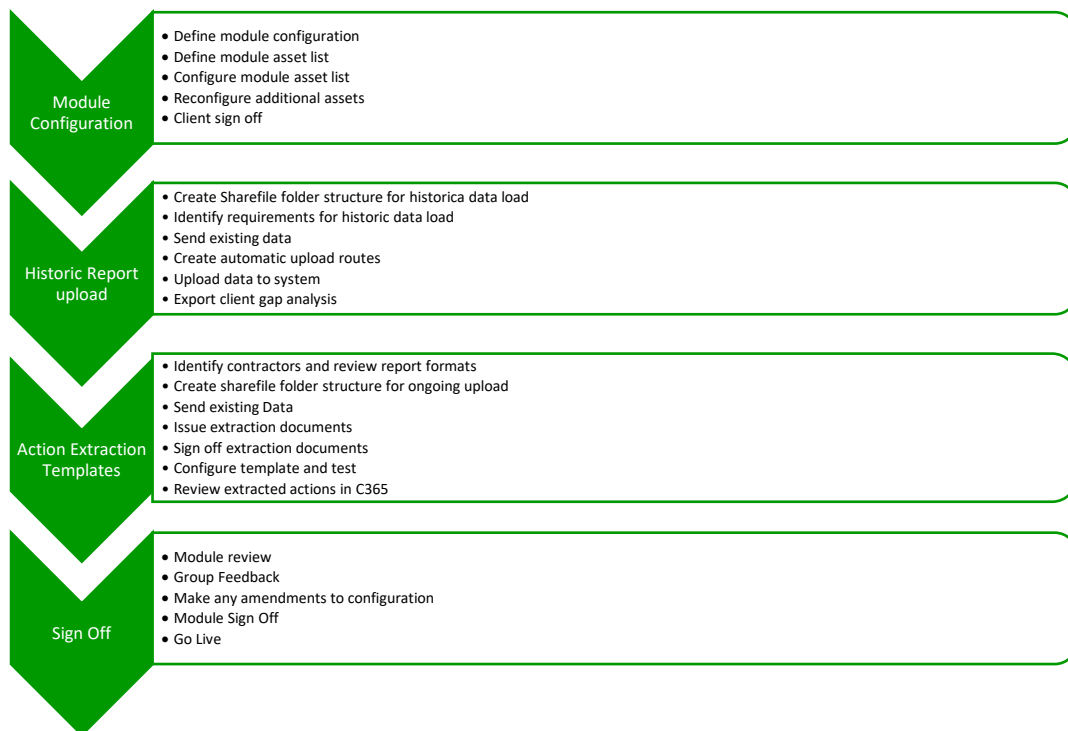 Module
Configuration
• Define module configuration
• Define module asset list
• Configure module asset list
• Reconfigure additional assets
• Client sign off
Historic Report
upload
• Create Sharefile folder structure for historica data load
• Identify requirements for historic data load
• Send existing data
• Create automatic upload routes
• Upload data to system
• Export client gap analysis
Action Extraction
Templates
• Identify contractors and review report formats
• Create sharefile folder structure for ongoing upload
• Send existing Data
• Issue extraction documents
• Sign off extraction documents
• Configure template and test
• Review extracted actions in C365
Sign Off
• Module review
• Group Feedback
• Make any amendments to configuration
• Module Sign Off
• Go Live